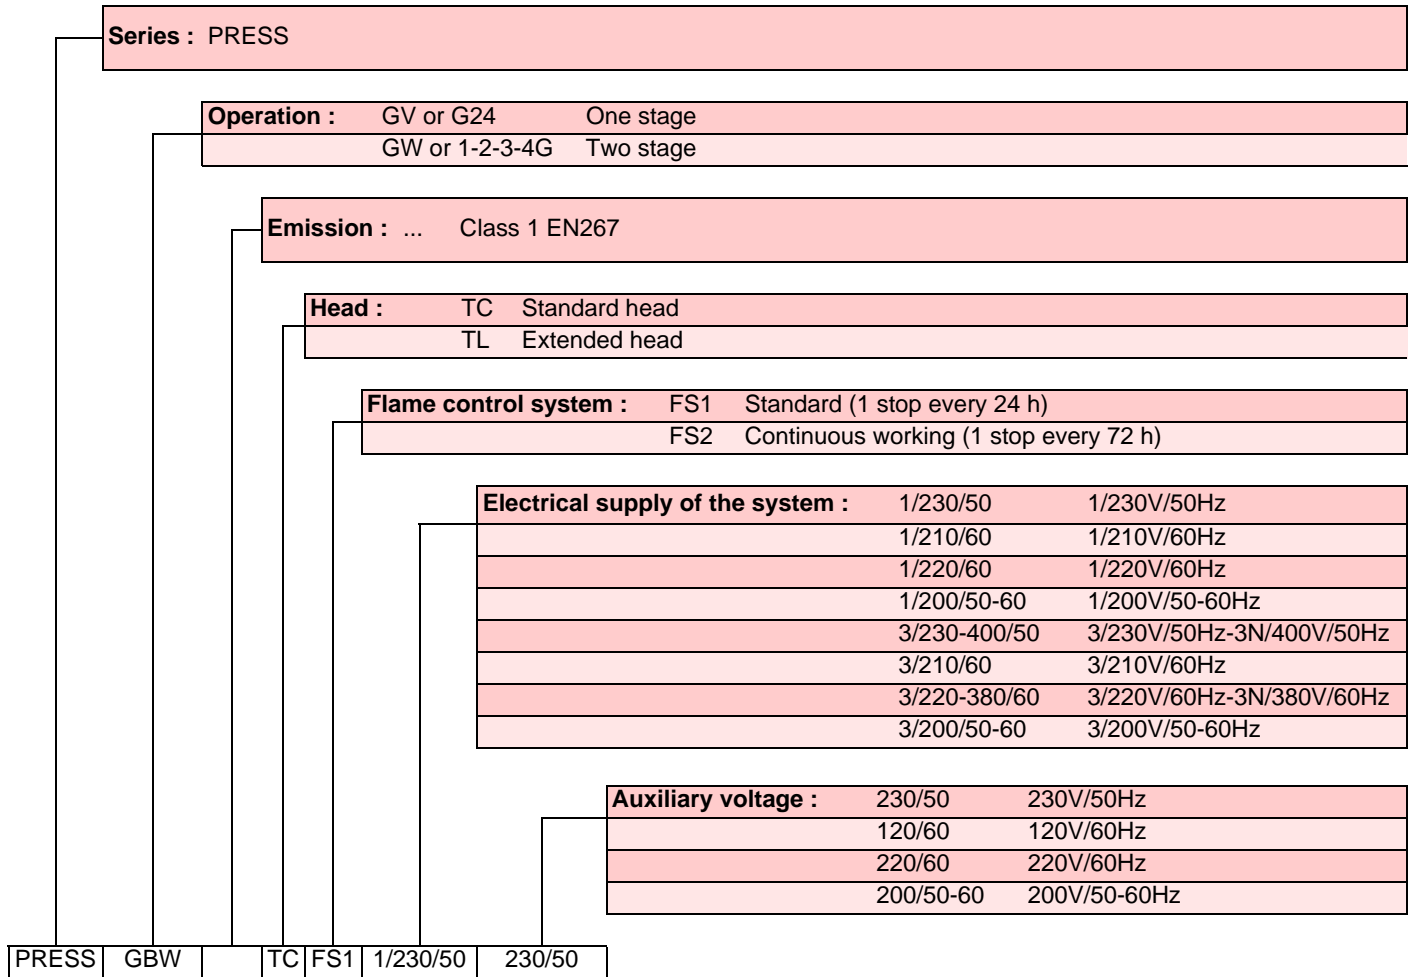 Series : PRESS
Operation : GV or G24 One stage
GW or 1-2-3-4G Two stage
Emission : ... Class 1 EN267
Head : TC Standard head
TL Extended head
Flame control system : FS1 Standard (1 stop every 24 h)
FS2 Continuous working (1 stop every 72 h)
Electrical supply of the system : 1/230/50 1/230V/50Hz
1/210/60 1/210V/60Hz
1/220/60 1/220V/60Hz
1/200/50-60 1/200V/50-60Hz
3/230-400/50 3/230V/50Hz-3N/400V/50Hz
3/210/60 3/210V/60Hz
3/220-380/60 3/220V/60Hz-3N/380V/60Hz
3/200/50-60 3/200V/50-60Hz
Auxiliary voltage : 230/50 230V/50Hz
120/60 120V/60Hz
220/60 220V/60Hz
200/50-60 200V/50-60Hz
PRESS GBW TC FS1 1/230/50 230/50